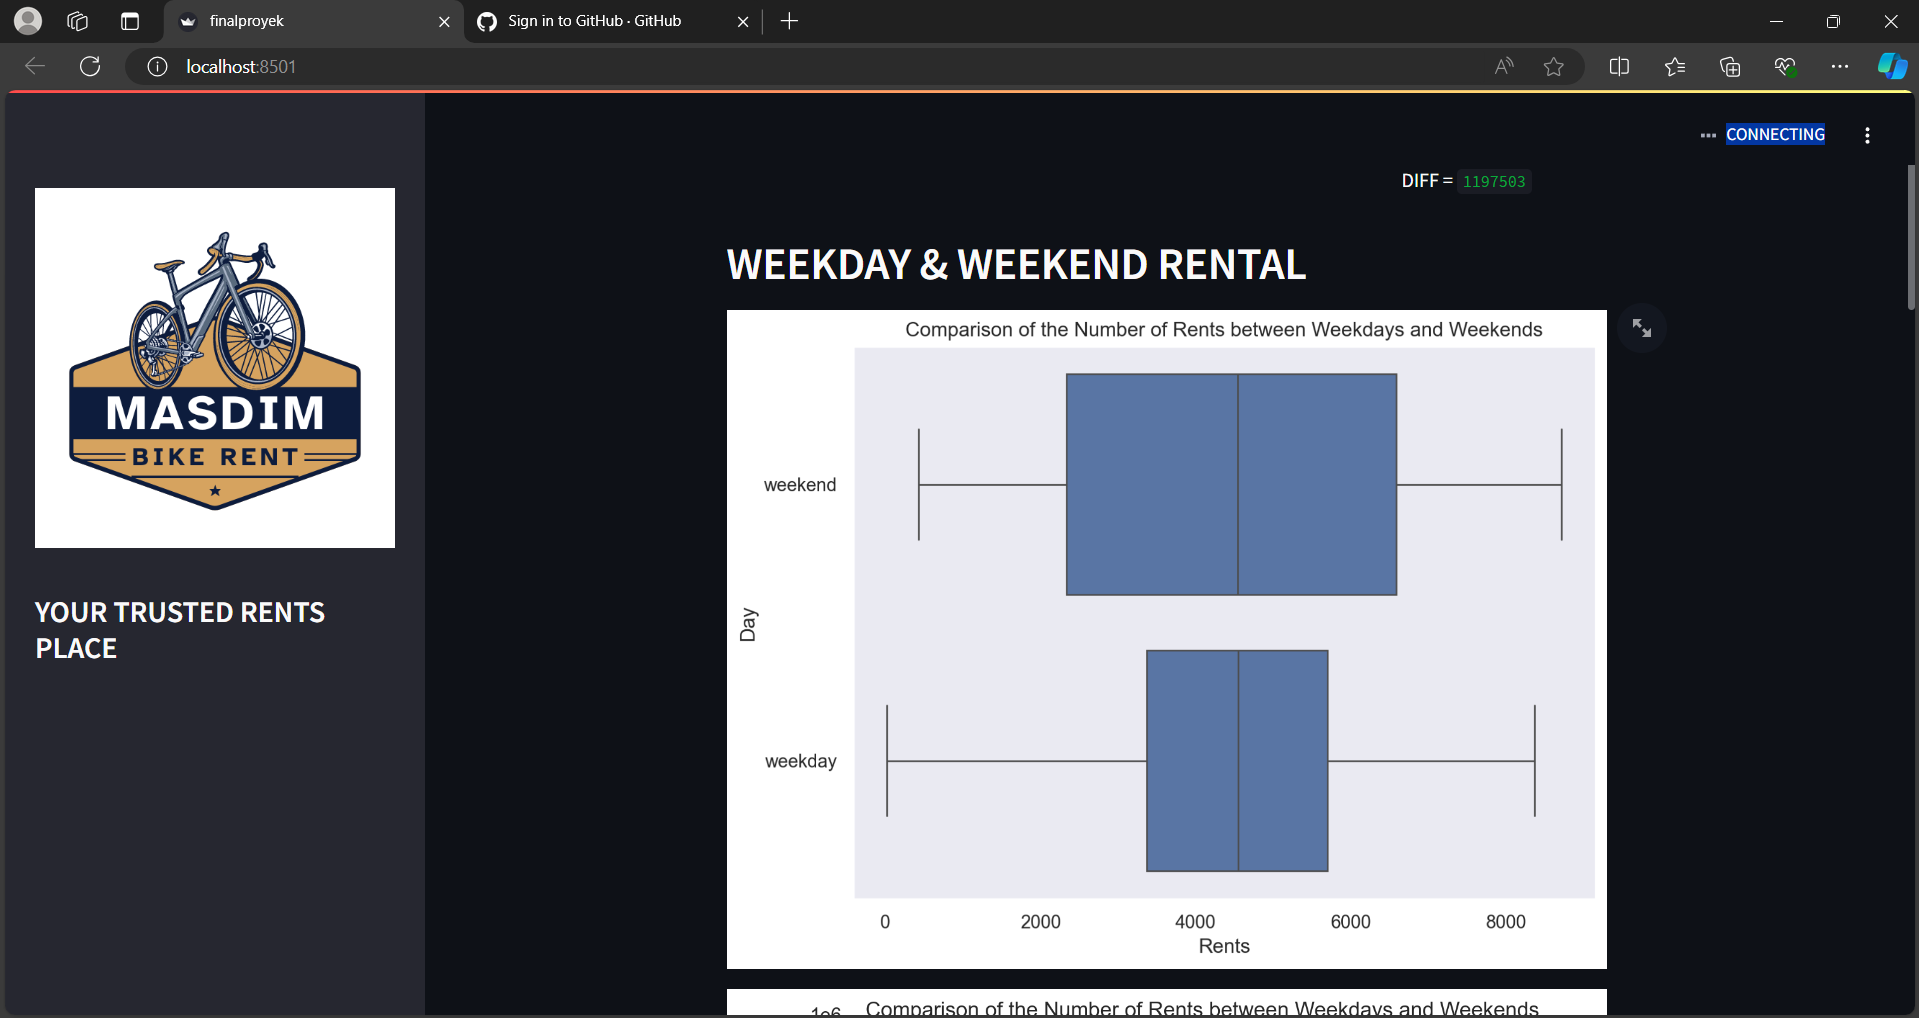 finalproyek
Sign in to GitHub · GitHub
localhost:8501
CONNECTING
DIFF = 1197503
MASDIM
BIKE RENT
YOUR TRUSTED RENTS
PLACE
WEEKDAY & WEEKEND RENTAL
Comparison of the Number of Rents between Weekdays and Weekends
weekend
Day
weekday
0 2000 4000 6000 8000
Rents
1e6 Comparison of the Number of Rents between Weekdays and Weekends